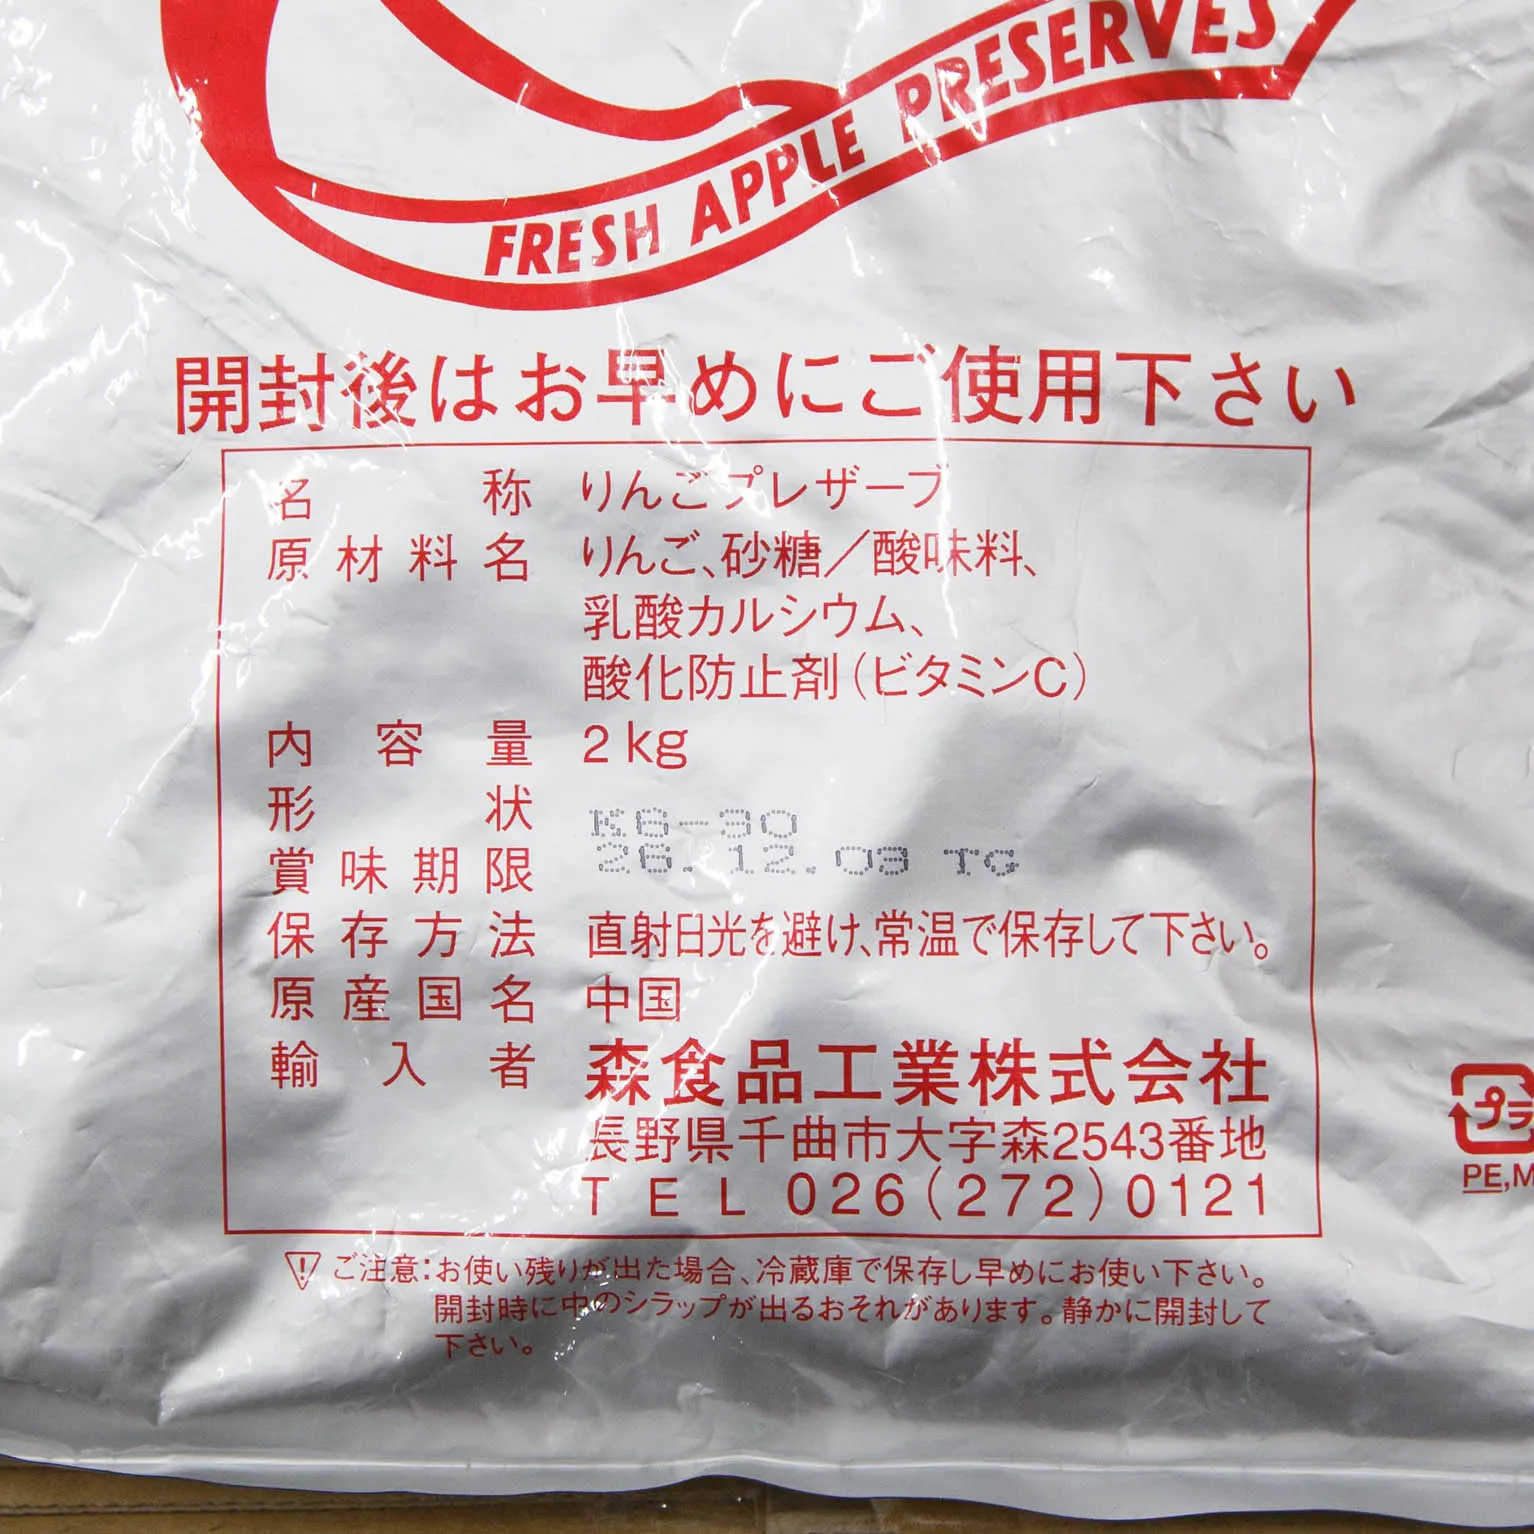 FRESH APPLE PRESERVES
開封後はお早めにご使用下さい
名称 りんごプレザーブ
原材料名 りんご、砂糖／酸味料、
乳酸カルシウム、
酸化防止剤（ビタミンC）
内容量 2kg
形状 K6-30
賞味期限 26.12.08 TG
保存方法 直射日光を避け、常温で保存して下さい。
原産国名 中国
輸入者 森食品工業株式会社
長野県千曲市大字森2543番地
TEL 026(272)0121
ご注意：お使い残りが出た場合、冷蔵庫で保存し早めにお使い下さい。
開封時に中のシラップが出るおそれがあります。静かに開封して
下さい。
プラ
PE,M